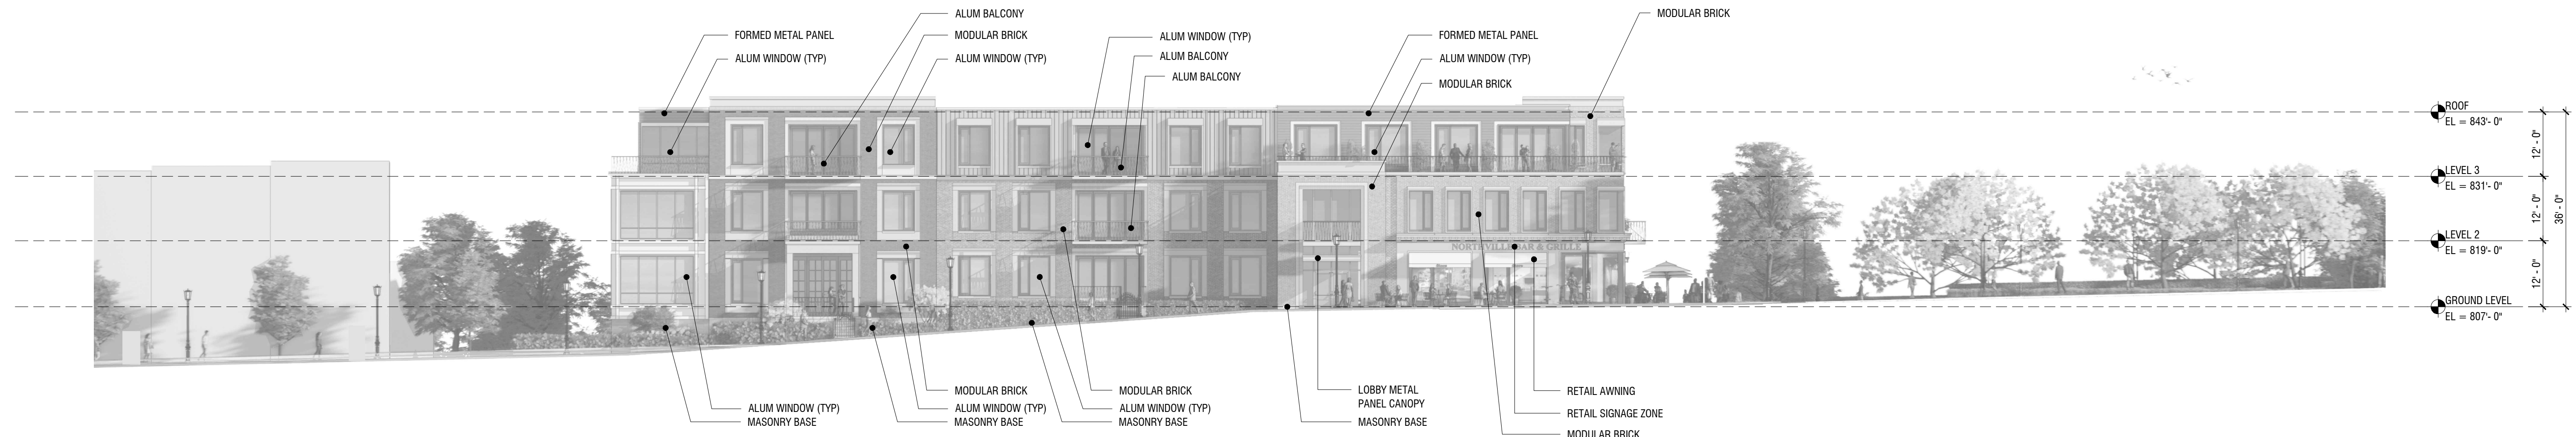 ALUM BALCONY
MODULAR BRICK
FORMED METAL PANEL
MODULAR BRICK
ALUM WINDOW (TYP)
FORMED METAL PANEL
ALUM WINDOW (TYP)
ALUM WINDOW (TYP)
ALUM BALCONY
ALUM WINDOW (TYP)
ALUM BALCONY
MODULAR BRICK
ROOF
EL = 843'- 0"
12' - 0"
LEVEL 3
EL = 831'- 0"
12' - 0"
36' - 0"
LEVEL 2
EL = 819'- 0"
NORTHVILLE BAR & GRILLE
12' - 0"
GROUND LEVEL
EL = 807'- 0"
MODULAR BRICK
MODULAR BRICK
LOBBY METAL
PANEL CANOPY
RETAIL AWNING
ALUM WINDOW (TYP)
ALUM WINDOW (TYP)
ALUM WINDOW (TYP)
RETAIL SIGNAGE ZONE
MASONRY BASE
MASONRY BASE
MASONRY BASE
MASONRY BASE
MODULAR BRICK